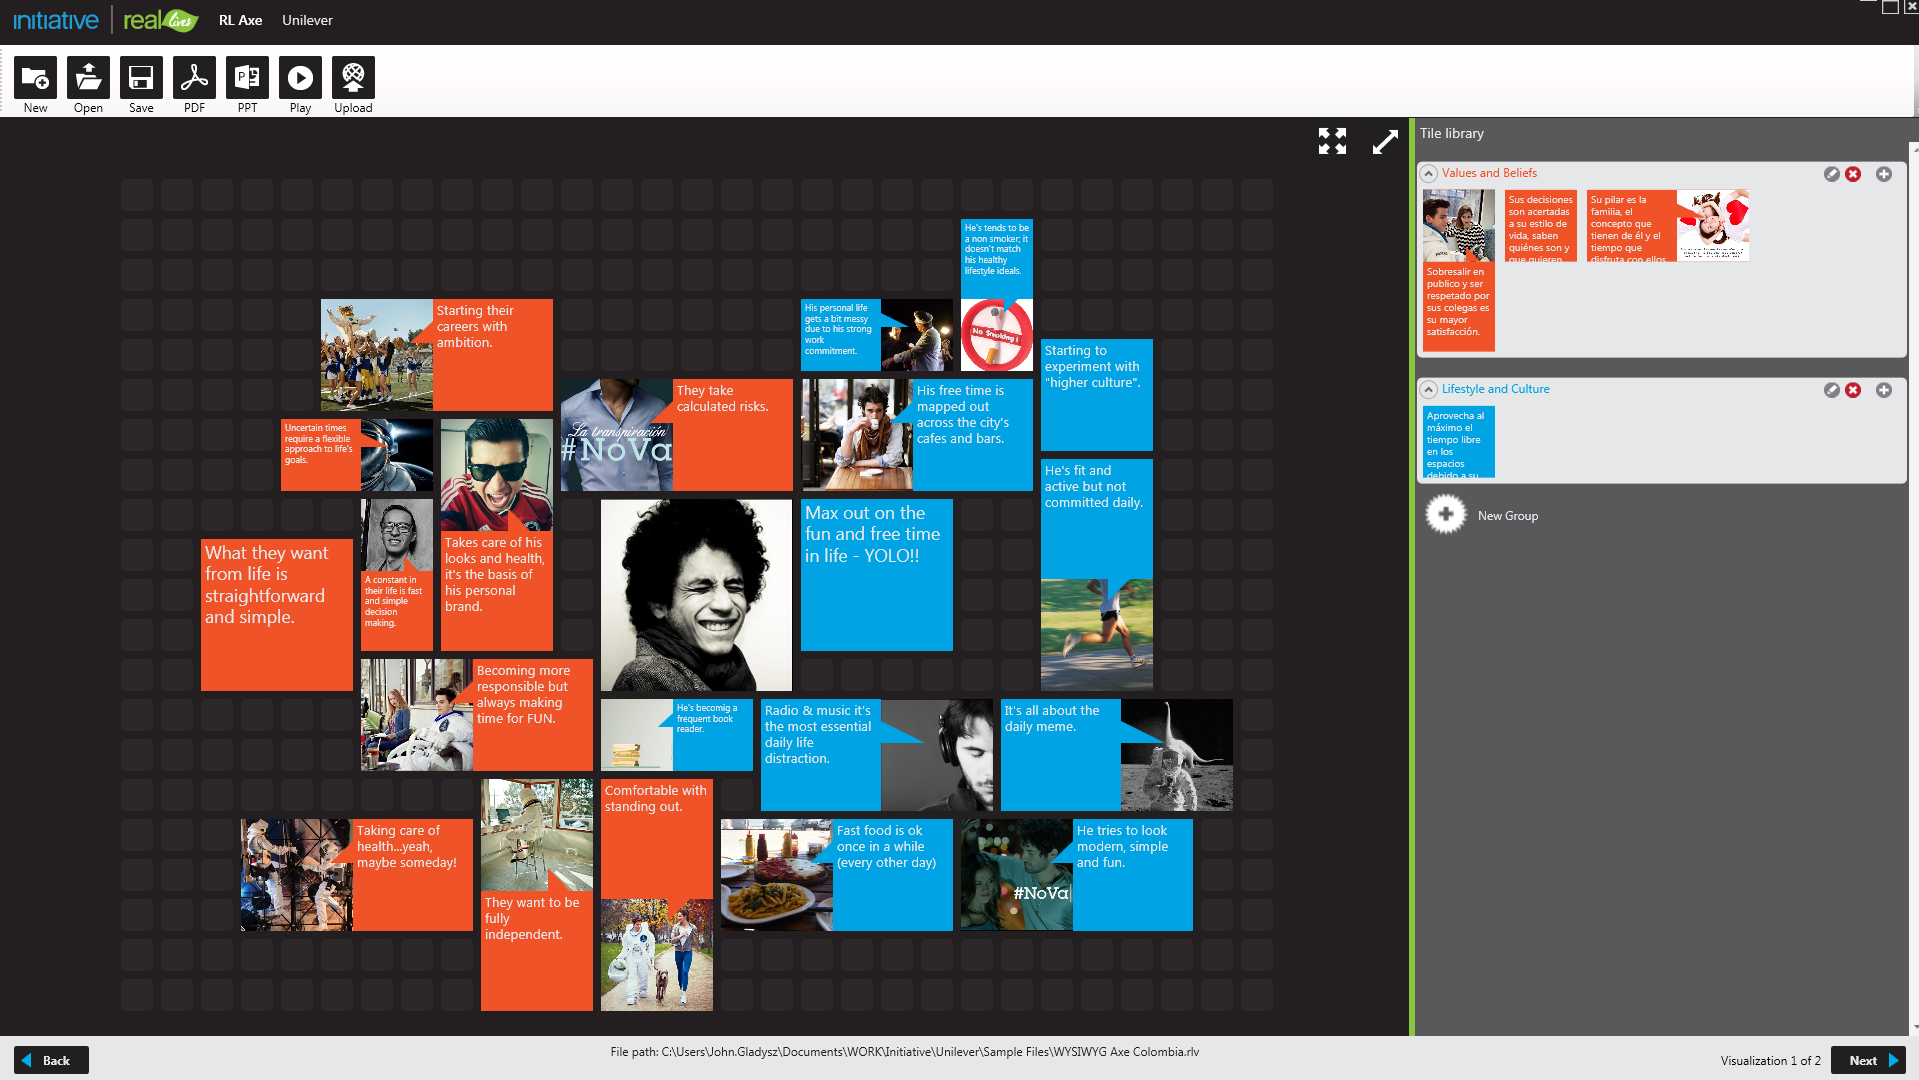 initiative
real lives
RL Axe
Unilever
New
Open
Save
PDF
PPT
Play
Upload
Tile library
Values and Beliefs
Sus decisiones
son acertadas
a su estilo de
vida, saben
quiénes son y
que quieren
Su pilar es la
familia, el
concepto que
tienen de él y el
tiempo que
disfruta con ellos
Sobresalir en
publico y ser
respetado por
sus colegas es
su mayor
satisfacción.
Lifestyle and Culture
Aprovecha al
máximo el
tiempo libre
en los
espacios
debido a su
New Group
He's tends to be
a non smoker; it
doesn't match
his healthy
lifestyle ideals.
No Smoking!
Starting their
careers with
ambition.
His personal life
gets a bit messy
due to his strong
work
commitment.
Starting to
experiment with
"higher culture".
They take
calculated risks.
La transpiración
#NoVa
His free time is
mapped out
across the city's
cafes and bars.
Uncertain times
require a flexible
approach to life's
goals.
He's fit and
active but not
committed daily.
Max out on the
fun and free time
in life - YOLO!!
What they want
from life is
straightforward
and simple.
A constant in
their life is fast
and simple
decision
making.
Takes care of his
looks and health,
it's the basis of
his personal
brand.
Becoming more
responsible but
always making
time for FUN.
He's becomig a
frequent book
reader.
Radio & music it's
the most essential
daily life
distraction.
It's all about the
daily meme.
Comfortable with
standing out.
Taking care of
health...yeah,
maybe someday!
They want to be
fully
independent.
Fast food is ok
once in a while
(every other day)
#NoVa
He tries to look
modern, simple
and fun.
Back
File path: C:\Users\John.Gladysz\Documents\WORK\Initiative\Unilever\Sample Files\WYSIWYG Axe Colombia.rlv
Visualization 1 of 2
Next